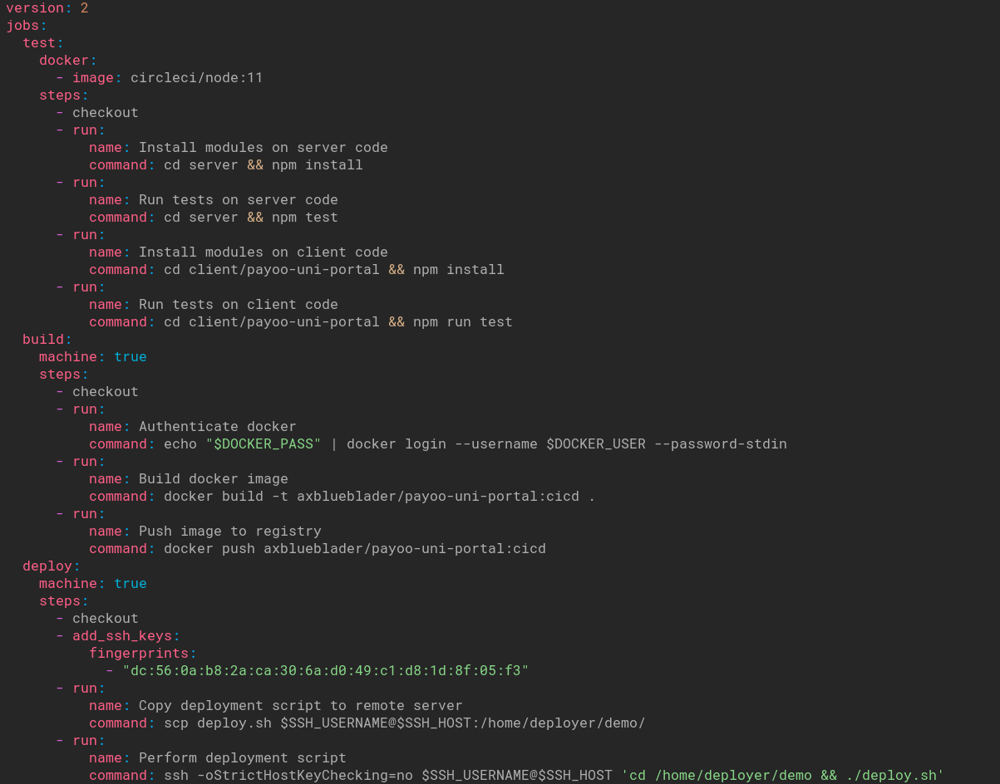 version: 2
jobs:
  test:
    docker:
      - image: circleci/node:11
    steps:
      - checkout
      - run:
          name: Install modules on server code
          command: cd server && npm install
      - run:
          name: Run tests on server code
          command: cd server && npm test
      - run:
          name: Install modules on client code
          command: cd client/payoo-uni-portal && npm install
      - run:
          name: Run tests on client code
          command: cd client/payoo-uni-portal && npm run test
  build:
    machine: true
    steps:
      - checkout
      - run:
          name: Authenticate docker
          command: echo "$DOCKER_PASS" | docker login --username $DOCKER_USER --password-stdin
      - run:
          name: Build docker image
          command: docker build -t axblueblader/payoo-uni-portal:cicd .
      - run:
          name: Push image to registry
          command: docker push axblueblader/payoo-uni-portal:cicd
  deploy:
    machine: true
    steps:
      - checkout
      - add_ssh_keys:
          fingerprints:
            - "dc:56:0a:b8:2a:ca:30:6a:d0:49:c1:d8:1d:8f:05:f3"
      - run:
          name: Copy deployment script to remote server
          command: scp deploy.sh $SSH_USERNAME@$SSH_HOST:/home/deployer/demo/
      - run:
          name: Perform deployment script
          command: ssh -oStrictHostKeyChecking=no $SSH_USERNAME@$SSH_HOST 'cd /home/deployer/demo && ./deploy.sh'